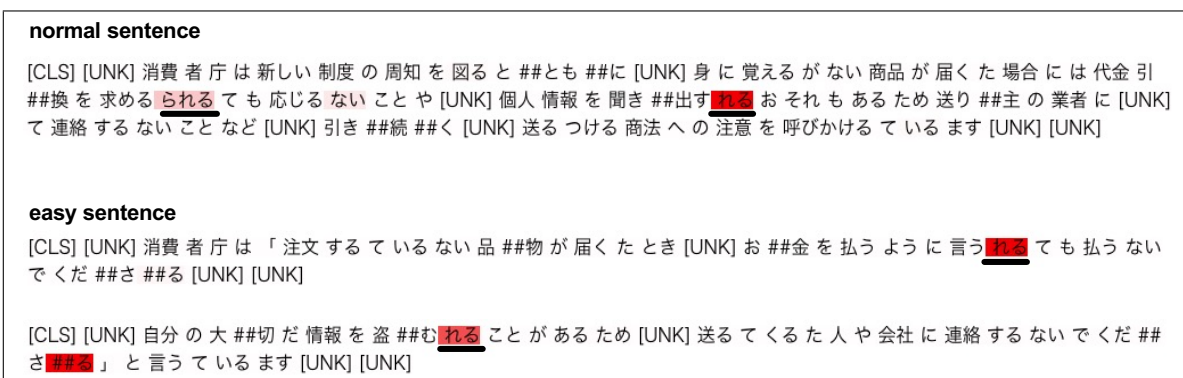 normal sentence
[CLS] [UNK] 消費 者 庁 は 新しい 制度 の 周知 を 図る と ##とも ##に [UNK] 身 に 覚える が ない 商品 が 届く た 場合 に は 代金 引
##換 を 求める られる て も 応じる ない こと や [UNK] 個人 情報 を 聞き ##出す れる お それ も ある ため 送り ##主 の 業者 に [UNK]
て 連絡 する ない こと など [UNK] 引き ##続 ##く [UNK] 送る つける 商法 へ の 注意 を 呼びかける て いる ます [UNK] [UNK]
easy sentence
[CLS] [UNK] 消費 者 庁 は 「 注文 する て いる ない 品 ##物 が 届く た とき [UNK] お ##金 を 払う よう に 言う れる て も 払う ない
で くだ ##さ ##る [UNK] [UNK]
[CLS] [UNK] 自分 の 大 ##切 だ 情報 を 盗 ##む れる こと が ある ため [UNK] 送る て くる た 人 や 会社 に 連絡 する ない で くだ ##
さ ##る 」 と 言う て いる ます [UNK] [UNK]